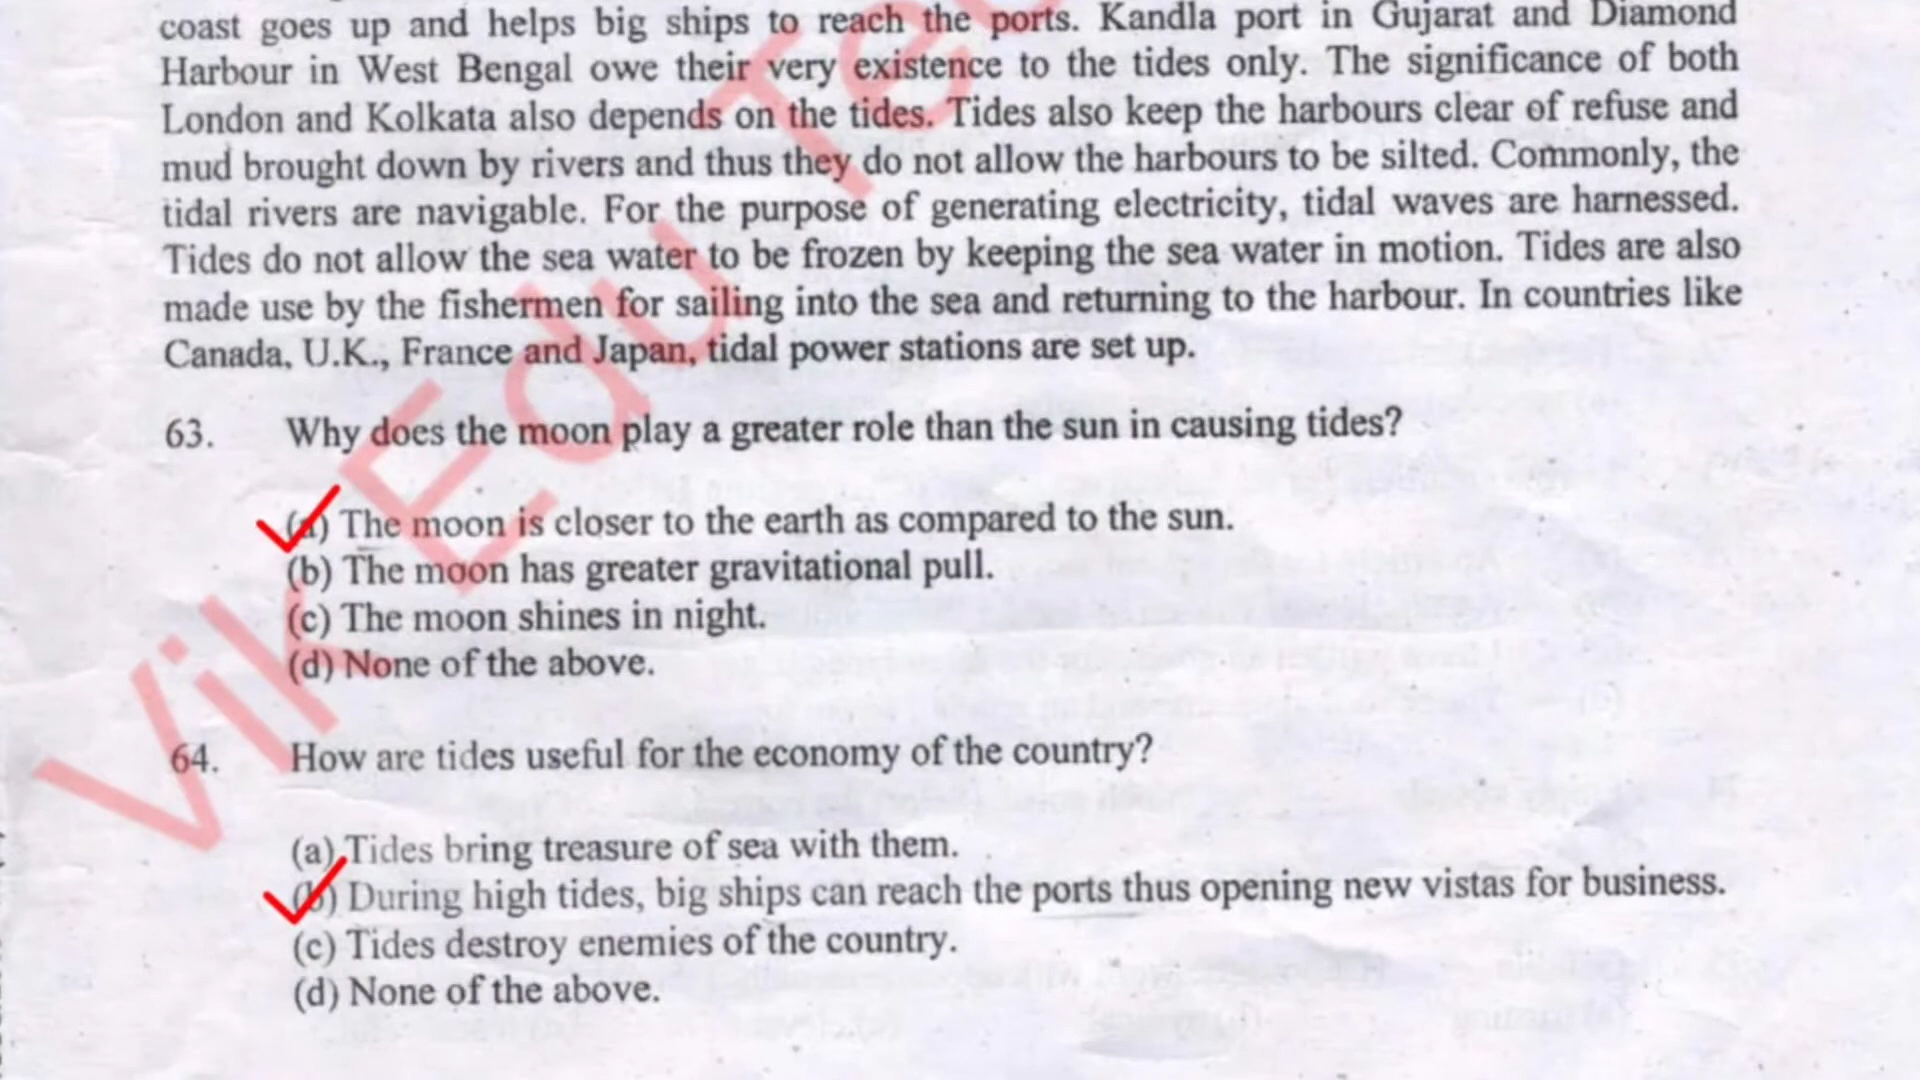 coast goes up and helps big ships to reach the ports. Kandla port in Gujarat and Diamond
Harbour in West Bengal owe their very existence to the tides only. The significance of both
London and Kolkata also depends on the tides. Tides also keep the harbours clear of refuse and
mud brought down by rivers and thus they do not allow the harbours to be silted. Commonly, the
tidal rivers are navigable. For the purpose of generating electricity, tidal waves are harnessed.
Tides do not allow the sea water to be frozen by keeping the sea water in motion. Tides are also
made use by the fishermen for sailing into the sea and returning to the harbour. In countries like
Canada, U.K., France and Japan, tidal power stations are set up.
63. Why does the moon play a greater role than the sun in causing tides?
(a) The moon is closer to the earth as compared to the sun.
(b) The moon has greater gravitational pull.
(c) The moon shines in night.
(d) None of the above.
64. How are tides useful for the economy of the country?
(a) Tides bring treasure of sea with them.
(b) During high tides, big ships can reach the ports thus opening new vistas for business.
(c) Tides destroy enemies of the country.
(d) None of the above.
Vik Edu